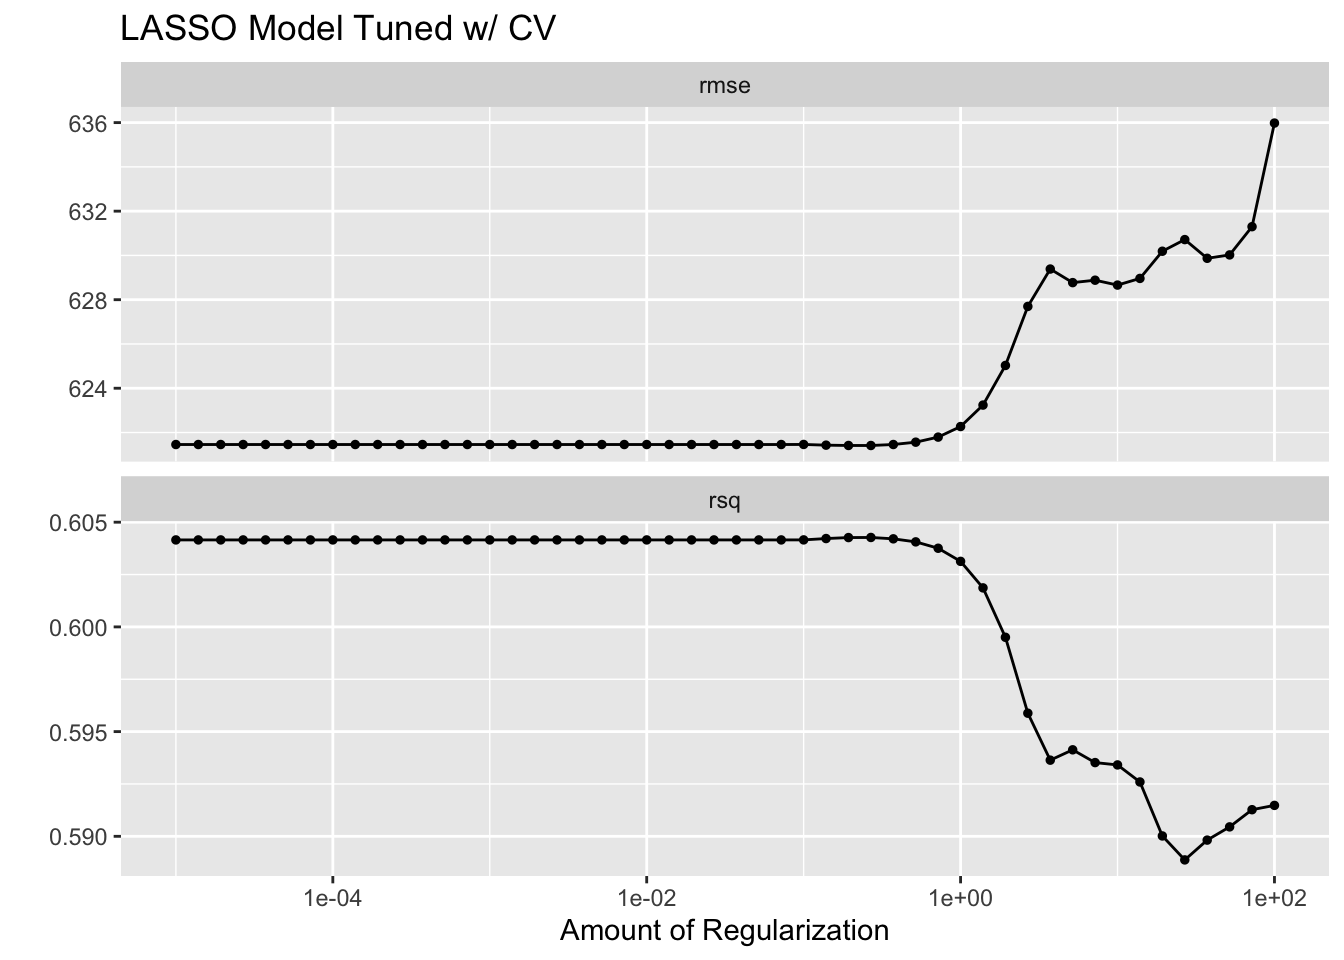 LASSO Model Tuned w/ CV
rmse
636
632
628
624
rsq
0.605
0.600
0.595
0.590
1e-04 1e-02 1e+00 1e+02
Amount of Regularization